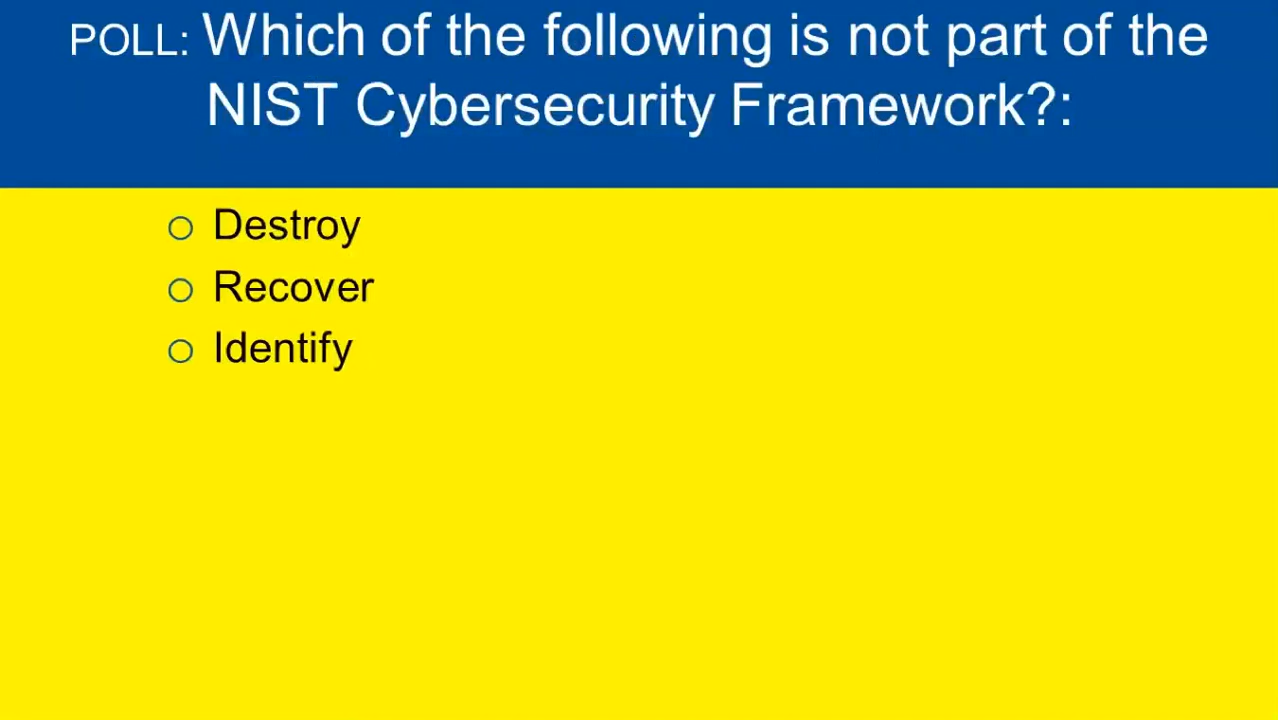 POLL: Which of the following is not part of the
NIST Cybersecurity Framework?:
Destroy
Recover
Identify